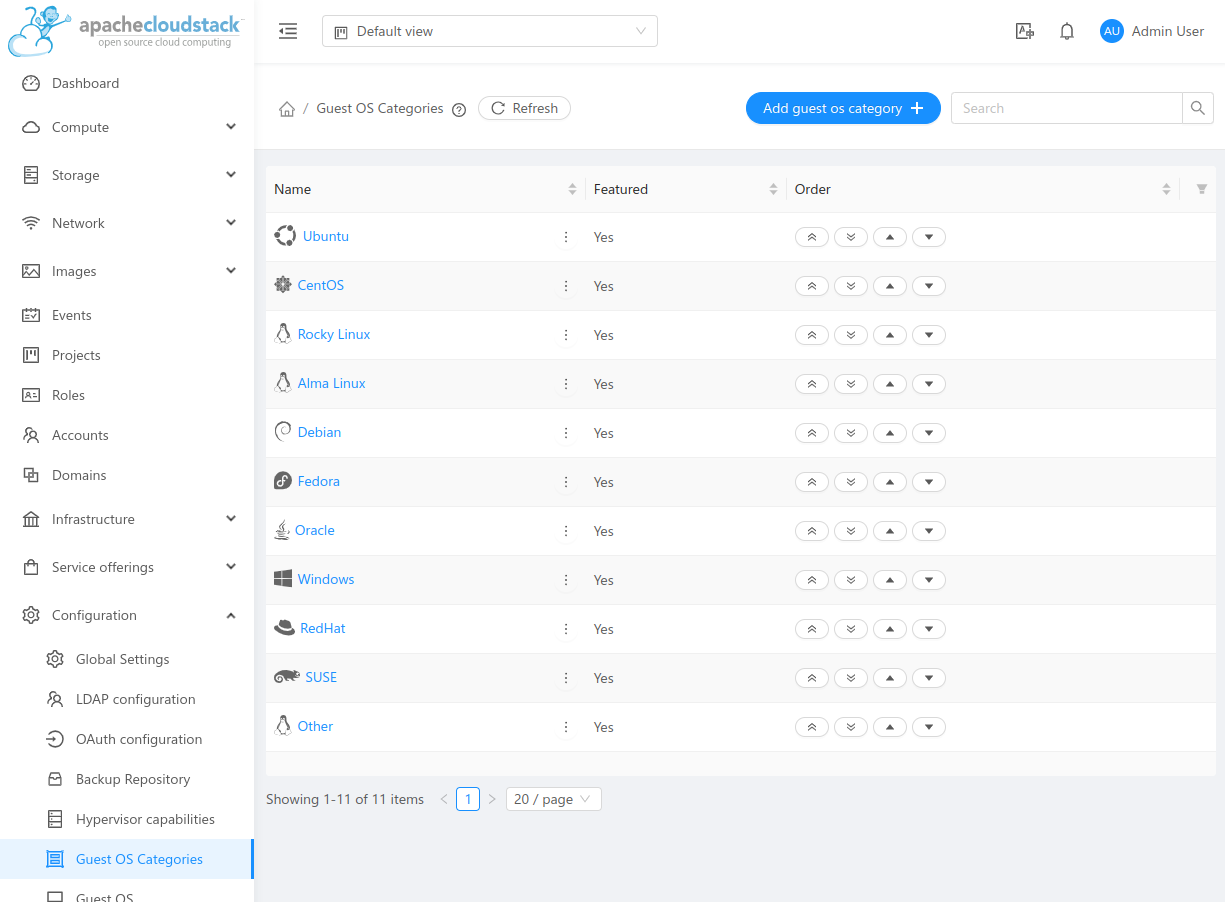 apachecloudstack™
open source cloud computing
Default view
AU Admin User
Dashboard
Compute
Storage
Network
Images
Events
Projects
Roles
Accounts
Domains
Infrastructure
Service offerings
Configuration
Global Settings
LDAP configuration
OAuth configuration
Backup Repository
Hypervisor capabilities
Guest OS Categories
Guest OS
/ Guest OS Categories Refresh
Add guest os category +
Search
Name Featured Order
Ubuntu Yes
CentOS Yes
Rocky Linux Yes
Alma Linux Yes
Debian Yes
Fedora Yes
Oracle Yes
Windows Yes
RedHat Yes
SUSE Yes
Other Yes
Showing 1-11 of 11 items < 1 > 20 / page